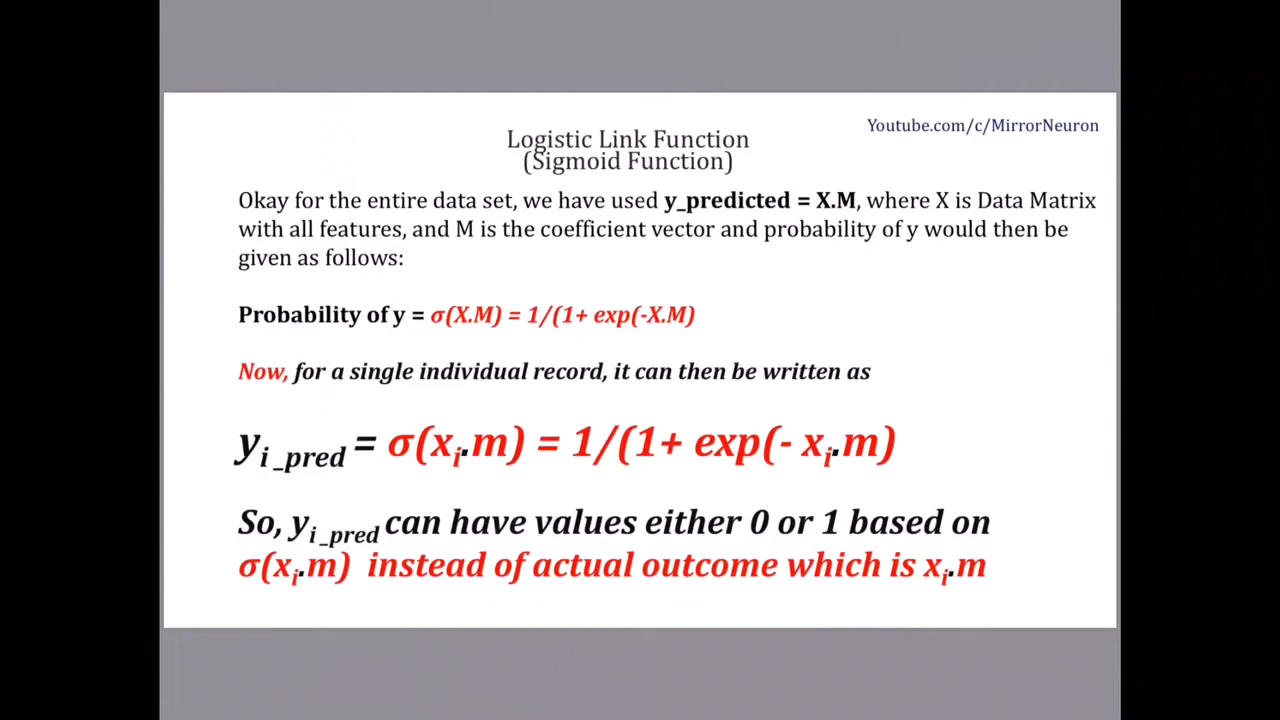 Youtube.com/c/MirrorNeuron
Logistic Link Function
(Sigmoid Function)
Okay for the entire data set, we have used y_predicted = X.M, where X is Data Matrix
with all features, and M is the coefficient vector and probability of y would then be
given as follows:
Probability of y = σ(X.M) = 1/(1+ exp(-X.M)
Now, for a single individual record, it can then be written as
yi_pred = σ(xi.m) = 1/(1+ exp(- xi.m)
So, yi_pred can have values either 0 or 1 based on
σ(xi.m) instead of actual outcome which is xi.m